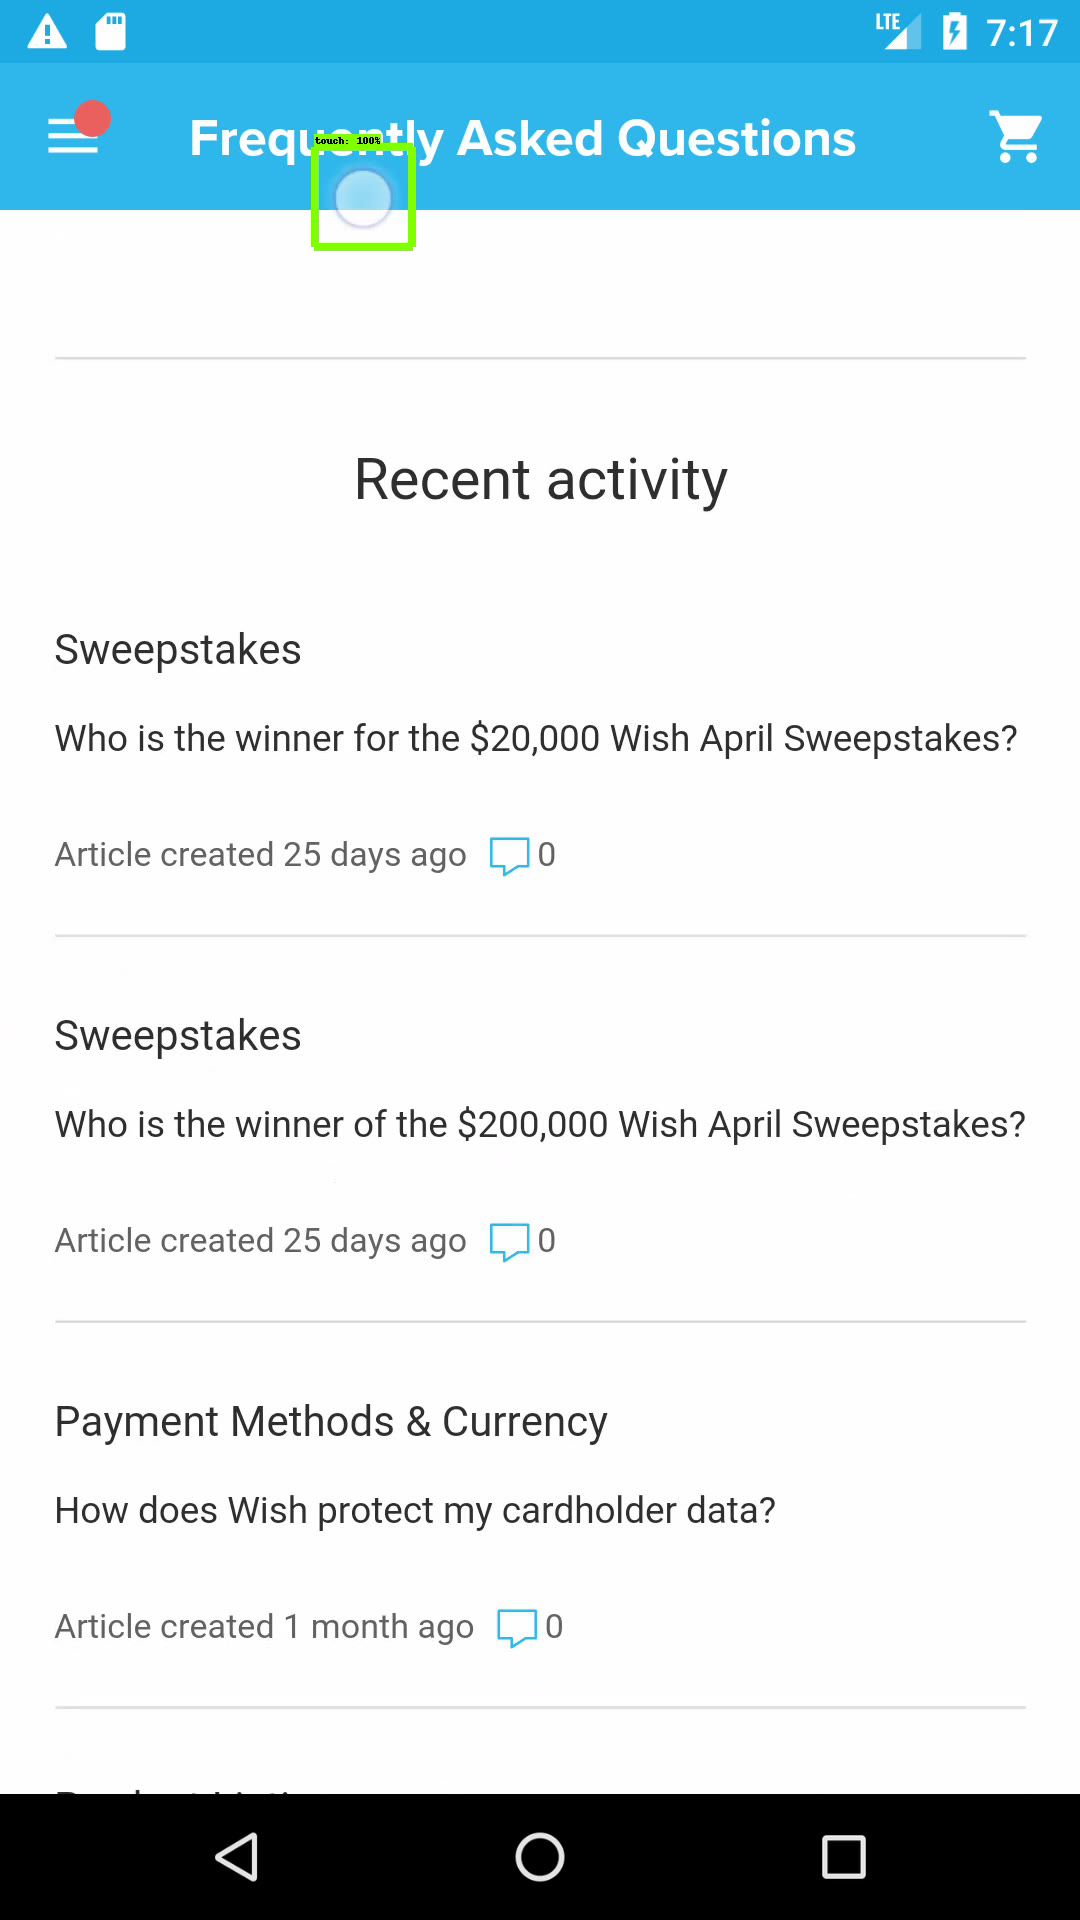 LTE 7:17
Frequently Asked Questions
touch: 100%
Recent activity
Sweepstakes
Who is the winner for the $20,000 Wish April Sweepstakes?
Article created 25 days ago 0
Sweepstakes
Who is the winner of the $200,000 Wish April Sweepstakes?
Article created 25 days ago 0
Payment Methods & Currency
How does Wish protect my cardholder data?
Article created 1 month ago 0